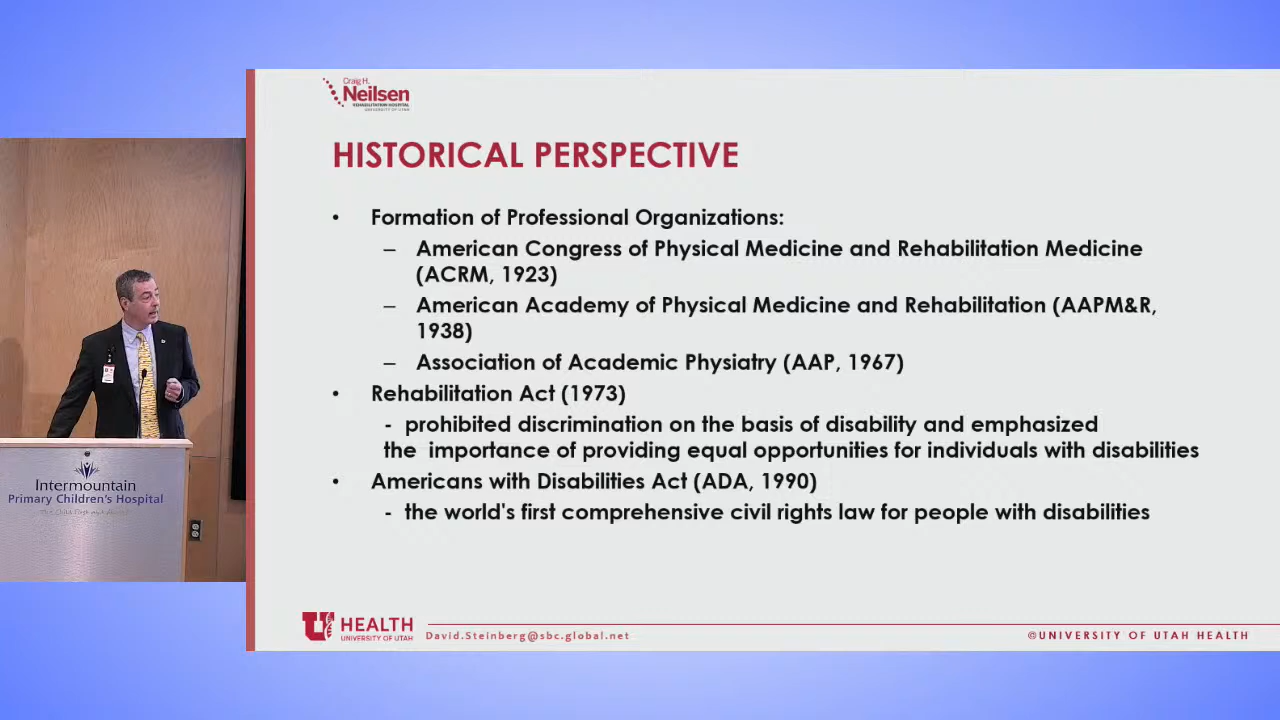 Craig H.
Neilsen
REHABILITATION HOSPITAL
UNIVERSITY OF UTAH
HISTORICAL PERSPECTIVE
• Formation of Professional Organizations:
– American Congress of Physical Medicine and Rehabilitation Medicine
(ACRM, 1923)
– American Academy of Physical Medicine and Rehabilitation (AAPM&R,
1938)
– Association of Academic Physiatry (AAP, 1967)
• Rehabilitation Act (1973)
- prohibited discrimination on the basis of disability and emphasized
the importance of providing equal opportunities for individuals with disabilities
• Americans with Disabilities Act (ADA, 1990)
- the world's first comprehensive civil rights law for people with disabilities
Intermountain
Primary Children's Hospital
U HEALTH
UNIVERSITY OF UTAH
David.Steinberg@sbc.global.net
©UNIVERSITY OF UTAH HEALTH